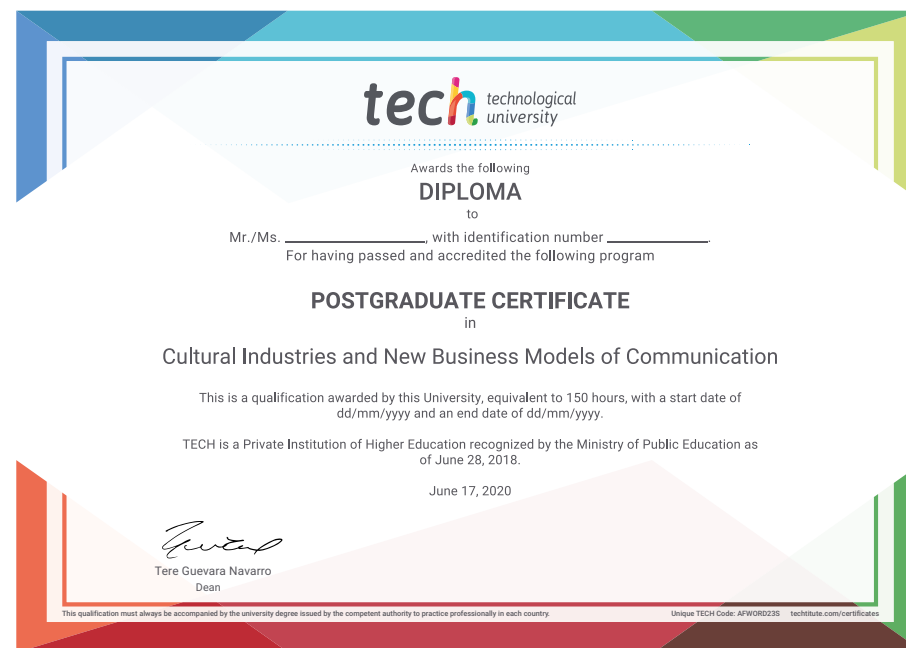 tech technological
university
Awards the following
DIPLOMA
to
Mr./Ms. ____________________, with identification number ______________.
For having passed and accredited the following program
POSTGRADUATE CERTIFICATE
in
Cultural Industries and New Business Models of Communication
This is a qualification awarded by this University, equivalent to 150 hours, with a start date of
dd/mm/yyyy and an end date of dd/mm/yyyy.
TECH is a Private Institution of Higher Education recognized by the Ministry of Public Education as
of June 28, 2018.
June 17, 2020
Tere Guevara Navarro
Dean
This qualification must always be accompanied by the university degree issued by the competent authority to practice professionally in each country. Unique TECH Code: AFWORD23S techtitute.com/certificates